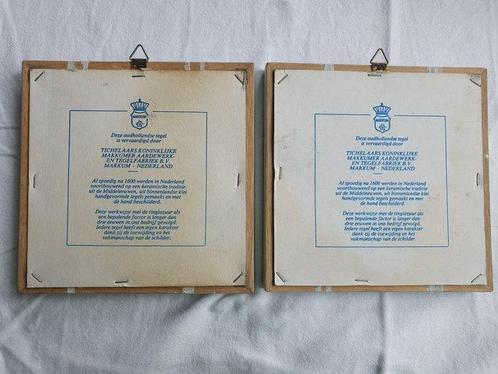 Deze oudhollandse tegel
is vervaardigd door
TICHELAARS KONINKLIJKE
MAKKUMER AARDEWERK-
EN TEGELFABRIEK B.V.
MAKKUM - NEDERLAND
Al spoedig na 1600 werden in Nederland
voortbouwend op een keramische traditie
uit de Middeleeuwen, uit binnenlandse klei
handgevormde tegels gemaakt en met
de hand beschilderd.
Deze werkwijze met de tinglazuur als
een bepalende factor is langer dan
drie eeuwen in ons bedrijf gevolgd.
Iedere tegel heeft een eigen karakter
dank zij de toewijding en het
vakmanschap van de schilder.
Deze oudhollandse tegel
is vervaardigd door
TICHELAARS KONINKLIJKE
MAKKUMER AARDEWERK-
EN TEGELFABRIEK B.V.
MAKKUM - NEDERLAND
Al spoedig na 1600 werden in Nederland
voortbouwend op een keramische traditie
uit de Middeleeuwen, uit binnenlandse klei
handgevormde tegels gemaakt en met
de hand beschilderd.
Deze werkwijze met de tinglazuur als
een bepalende factor is langer dan
drie eeuwen in ons bedrijf gevolgd.
Iedere tegel heeft een eigen karakter
dank zij de toewijding en het
vakmanschap van de schilder.